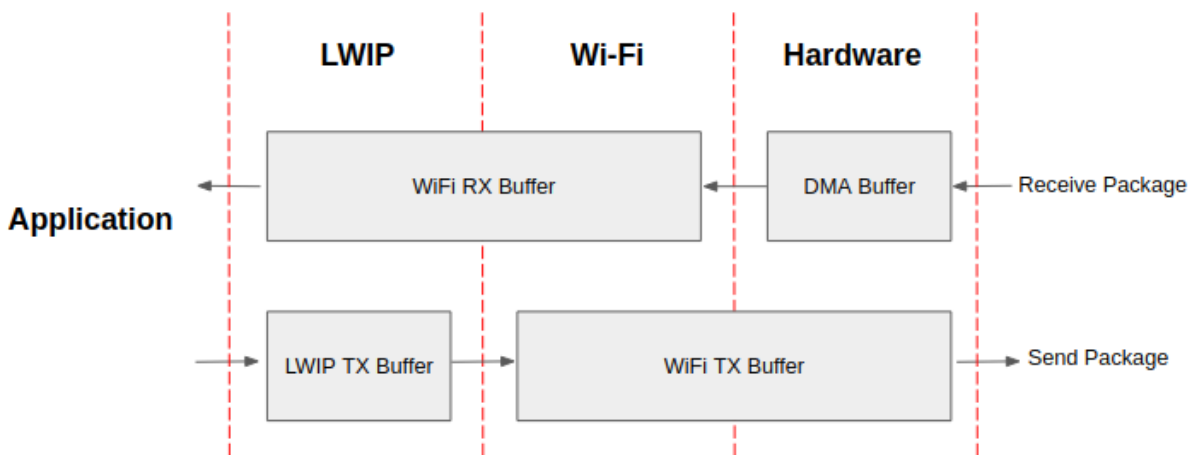 LWIP
Wi-Fi
Hardware
WiFi RX Buffer
DMA Buffer
Receive Package
Application
LWIP TX Buffer
WiFi TX Buffer
Send Package